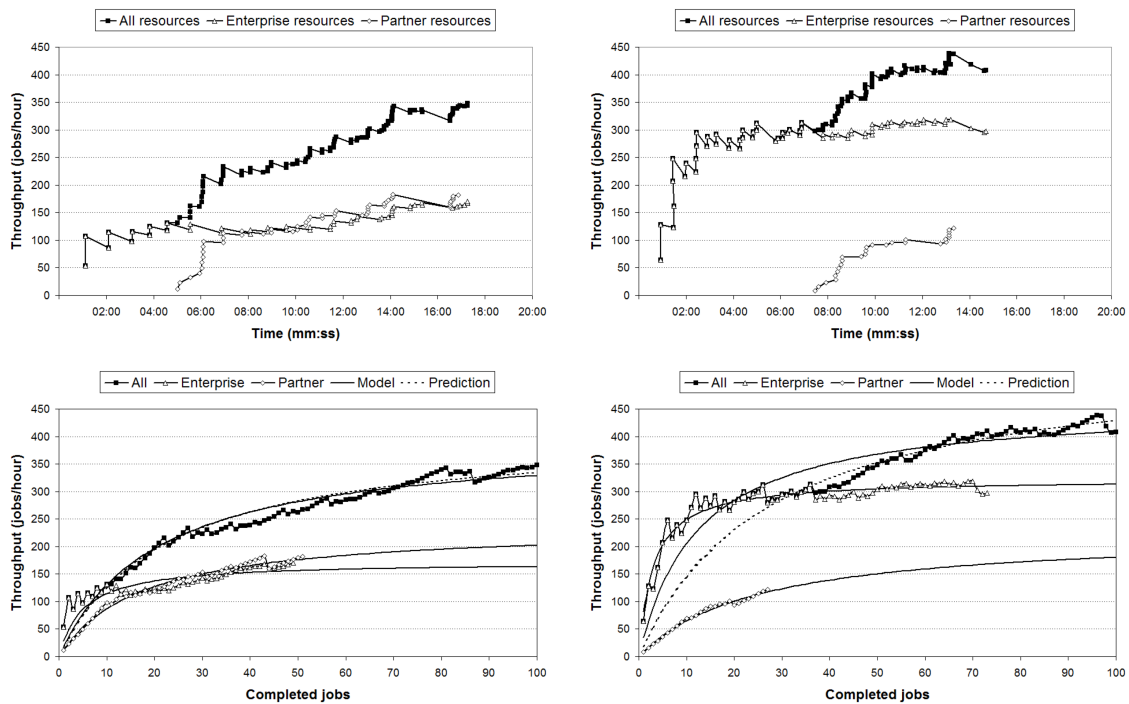 All resources Enterprise resources Partner resources
Throughput (jobs/hour)
450
400
350
300
250
200
150
100
50
0
02:00 04:00 06:00 08:00 10:00 12:00 14:00 16:00 18:00 20:00
Time (mm:ss)
All resources Enterprise resources Partner resources
Throughput (jobs/hour)
450
400
350
300
250
200
150
100
50
0
02:00 04:00 06:00 08:00 10:00 12:00 14:00 16:00 18:00 20:00
Time (mm:ss)
All Enterprise Partner Model Prediction
Throughput (jobs/hour)
450
400
350
300
250
200
150
100
50
0
0 10 20 30 40 50 60 70 80 90 100
Completed jobs
All Enterprise Partner Model Prediction
Throughput (jobs/hour)
450
400
350
300
250
200
150
100
50
0
0 10 20 30 40 50 60 70 80 90 100
Completed jobs